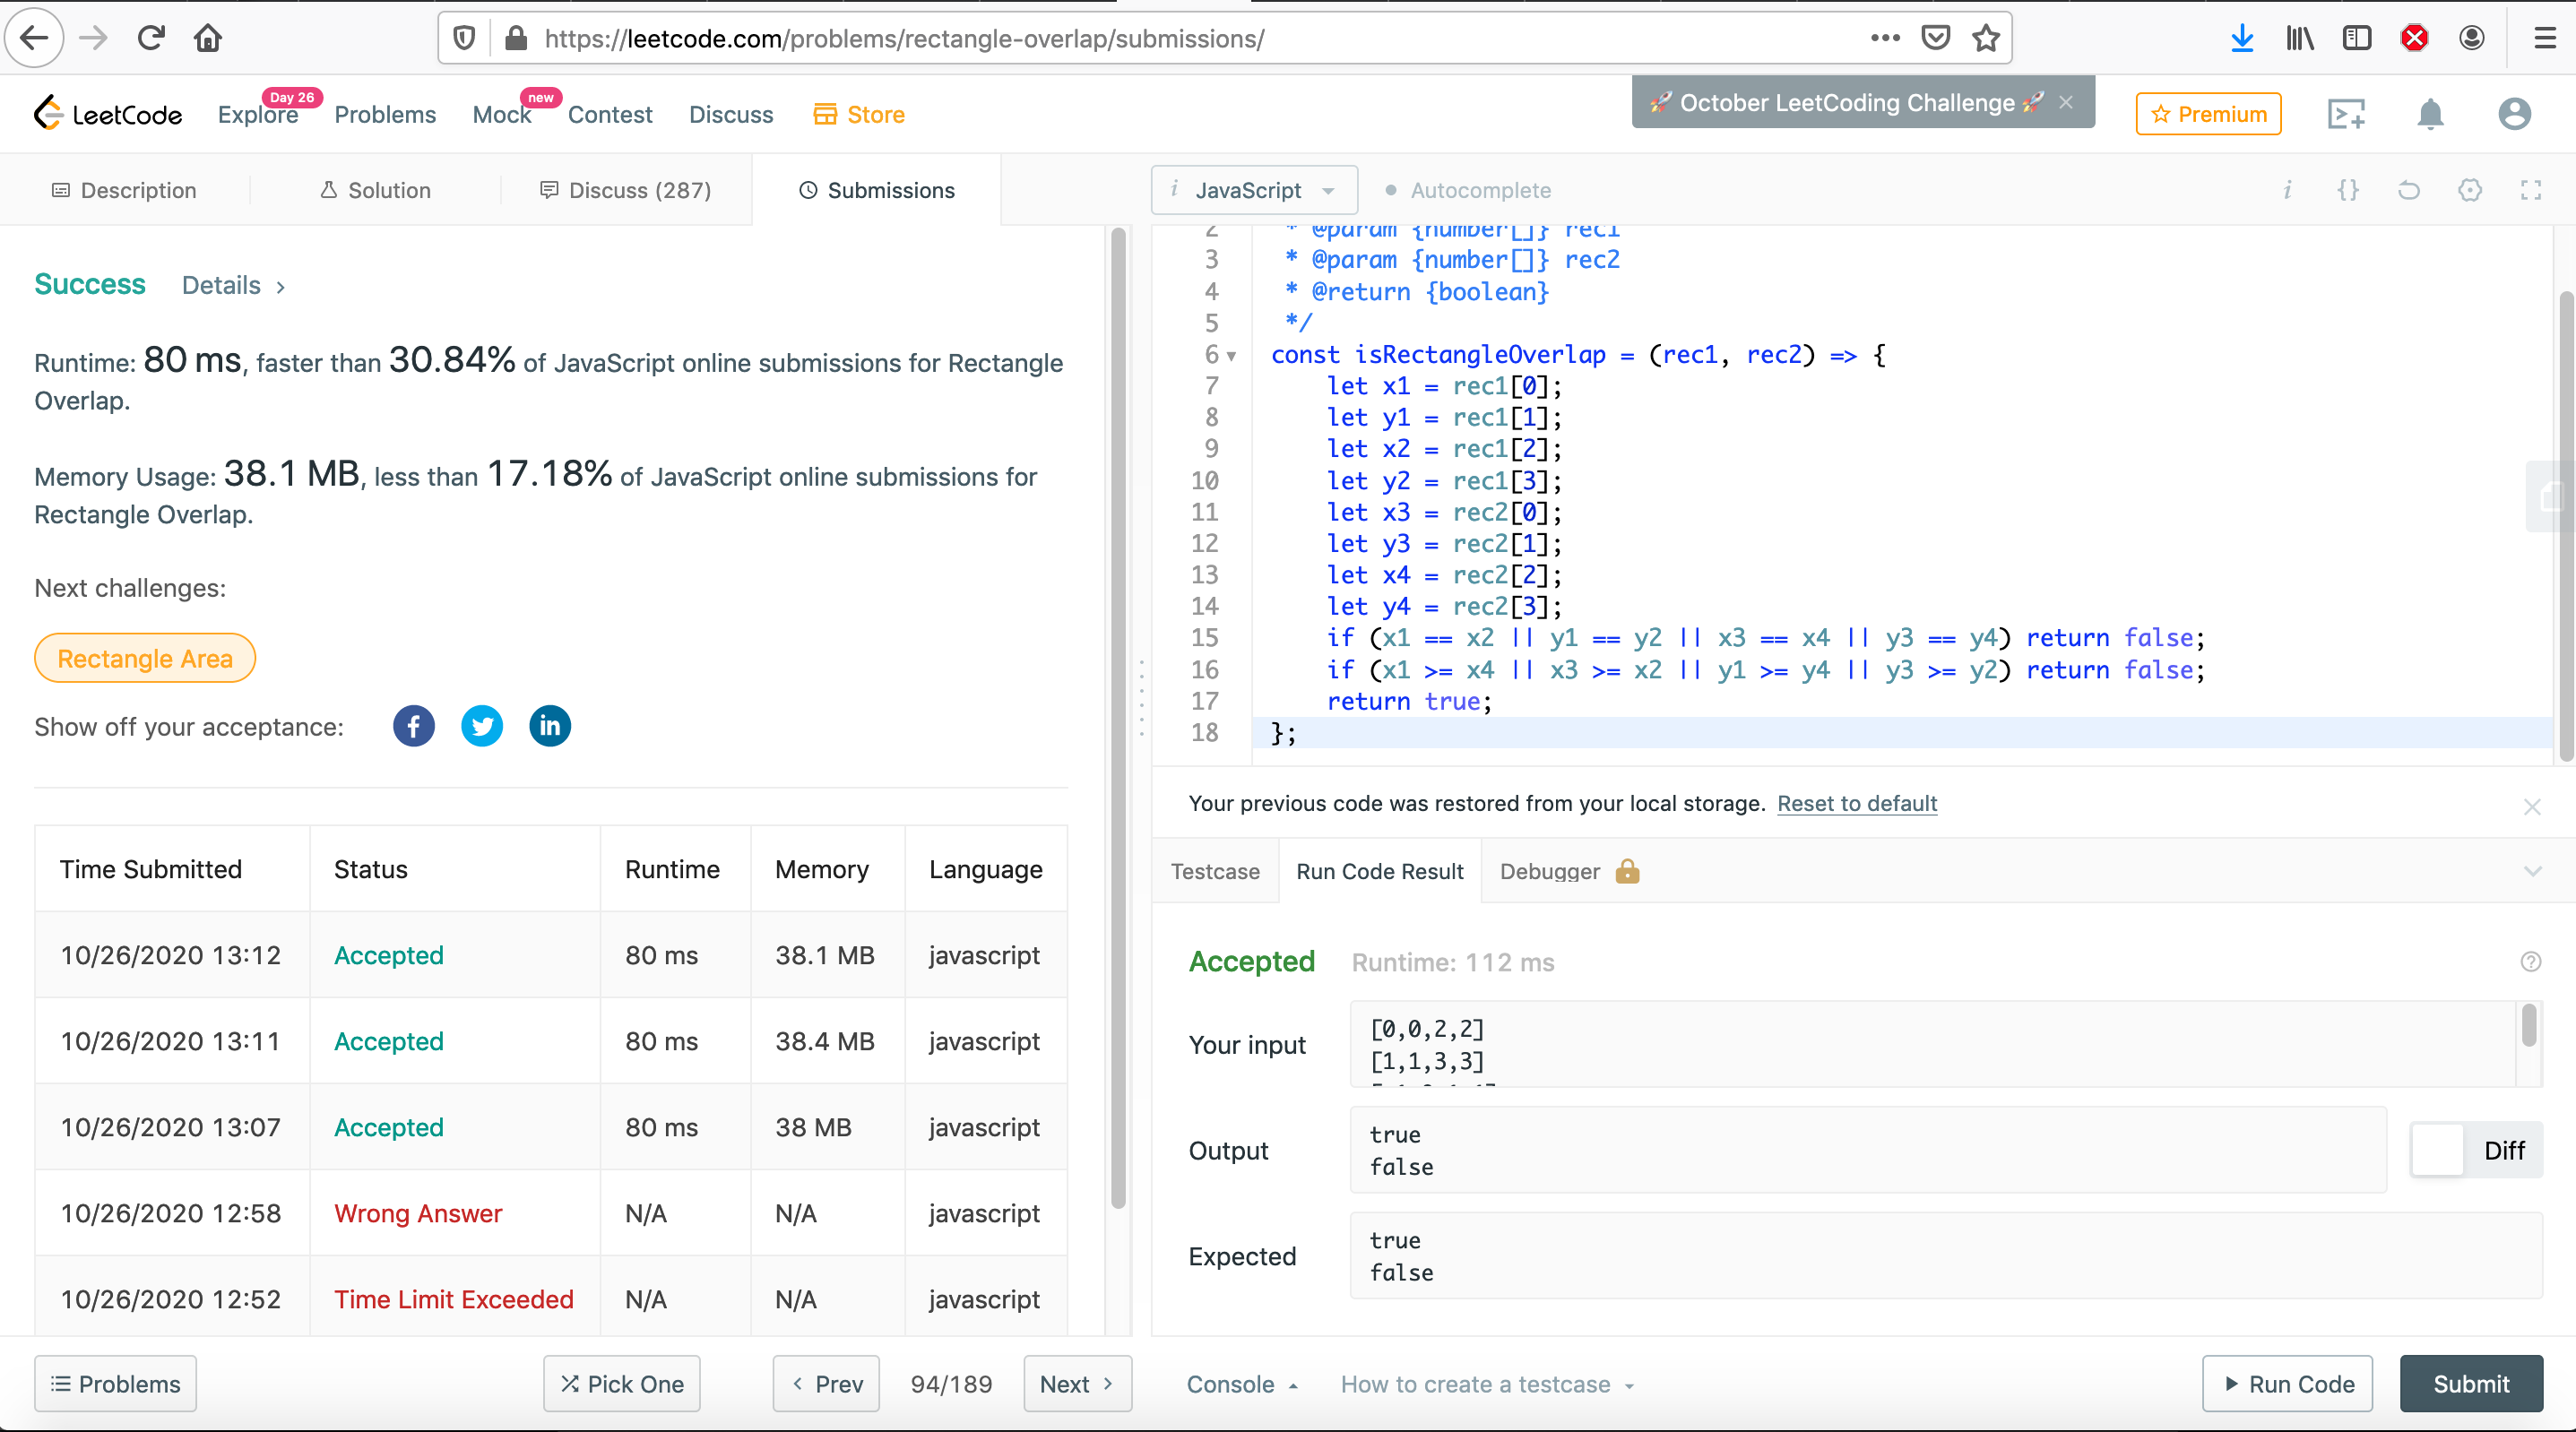 https://leetcode.com/problems/rectangle-overlap/submissions/
LeetCode
Explore
Day 26
Problems
Mock
new
Contest
Discuss
Store
🚀 October LeetCoding Challenge 🚀 ×
Premium
Description
Solution
Discuss (287)
Submissions
Success
Details >
Runtime: 80 ms, faster than 30.84% of JavaScript online submissions for Rectangle
Overlap.
Memory Usage: 38.1 MB, less than 17.18% of JavaScript online submissions for
Rectangle Overlap.
Next challenges:
Rectangle Area
Show off your acceptance:
Time Submitted Status Runtime Memory Language
10/26/2020 13:12 Accepted 80 ms 38.1 MB javascript
10/26/2020 13:11 Accepted 80 ms 38.4 MB javascript
10/26/2020 13:07 Accepted 80 ms 38 MB javascript
10/26/2020 12:58 Wrong Answer N/A N/A javascript
10/26/2020 12:52 Time Limit Exceeded N/A N/A javascript
Problems
Pick One
< Prev
94/189
Next >
i JavaScript
Autocomplete
2 * @param {number[]} rec1
3 * @param {number[]} rec2
4 * @return {boolean}
5 */
6 const isRectangleOverlap = (rec1, rec2) => {
7 let x1 = rec1[0];
8 let y1 = rec1[1];
9 let x2 = rec1[2];
10 let y2 = rec1[3];
11 let x3 = rec2[0];
12 let y3 = rec2[1];
13 let x4 = rec2[2];
14 let y4 = rec2[3];
15 if (x1 == x2 || y1 == y2 || x3 == x4 || y3 == y4) return false;
16 if (x1 >= x4 || x3 >= x2 || y1 >= y4 || y3 >= y2) return false;
17 return true;
18 };
Your previous code was restored from your local storage. Reset to default
Testcase
Run Code Result
Debugger
Accepted
Runtime: 112 ms
Your input
[0,0,2,2]
[1,1,3,3]
Output
true
false
Diff
Expected
true
false
Console
How to create a testcase
Run Code
Submit